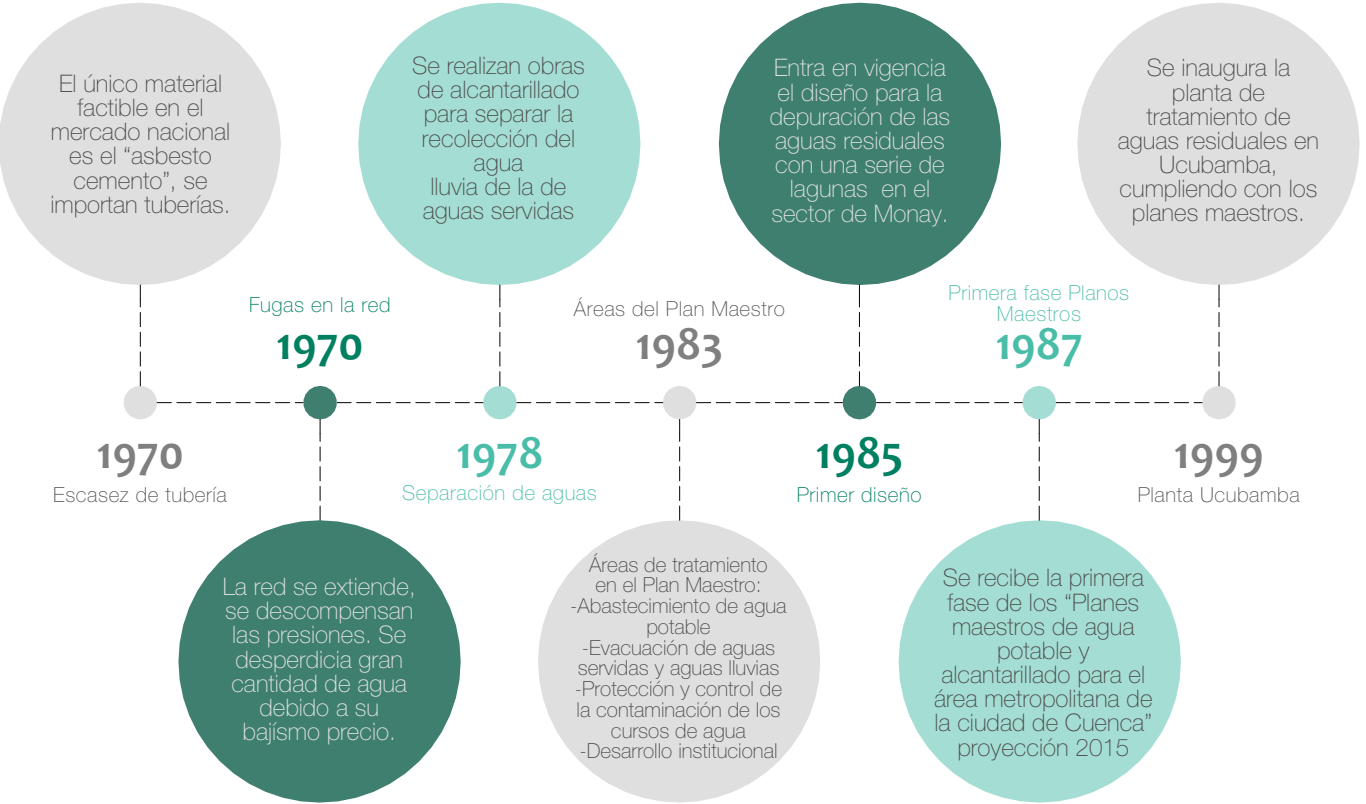 El único material
factible en el
mercado nacional
es el “asbesto
cemento”, se
importan tuberías.
Se realizan obras
de alcantarillado
para separar la
recolección del
agua
lluvia de la de
aguas servidas
Entra en vigencia
el diseño para la
depuración de las
aguas residuales
con una serie de
lagunas en el
sector de Monay.
Se inaugura la
planta de
tratamiento de
aguas residuales en
Ucubamba,
cumpliendo con los
planes maestros.
Fugas en la red
1970
Áreas del Plan Maestro
1983
Primera fase Planos
Maestros
1987
1970
Escasez de tubería
1978
Separación de aguas
1985
Primer diseño
1999
Planta Ucubamba
La red se extiende,
se descompensan
las presiones. Se
desperdicia gran
cantidad de agua
debido a su
bajísmo precio.
Áreas de tratamiento
en el Plan Maestro:
-Abastecimiento de agua
potable
-Evacuación de aguas
servidas y aguas lluvias
-Protección y control de
la contaminación de los
cursos de agua
-Desarrollo institucional
Se recibe la primera
fase de los “Planes
maestros de agua
potable y
alcantarillado para el
área metropolitana de
la ciudad de Cuenca”
proyección 2015